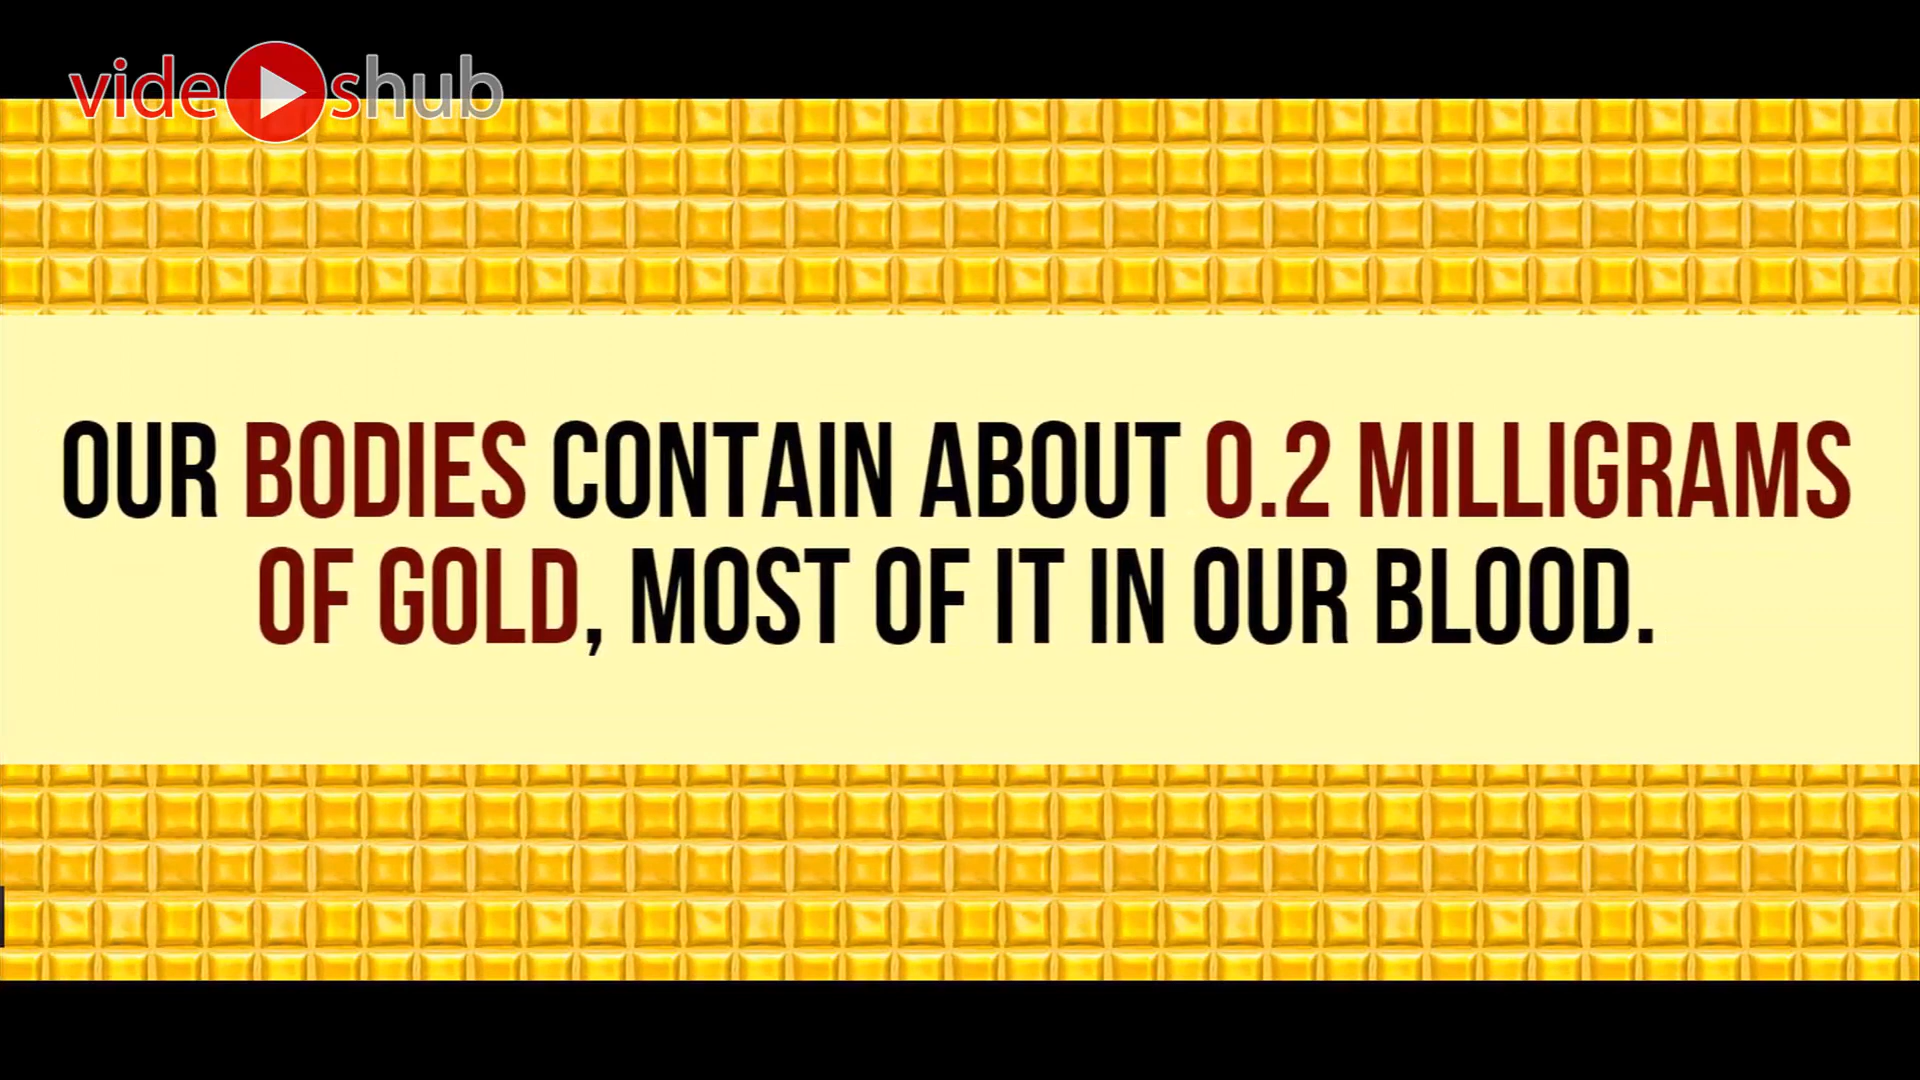 videoshub
OUR BODIES CONTAIN ABOUT 0.2 MILLIGRAMS
OF GOLD, MOST OF IT IN OUR BLOOD.